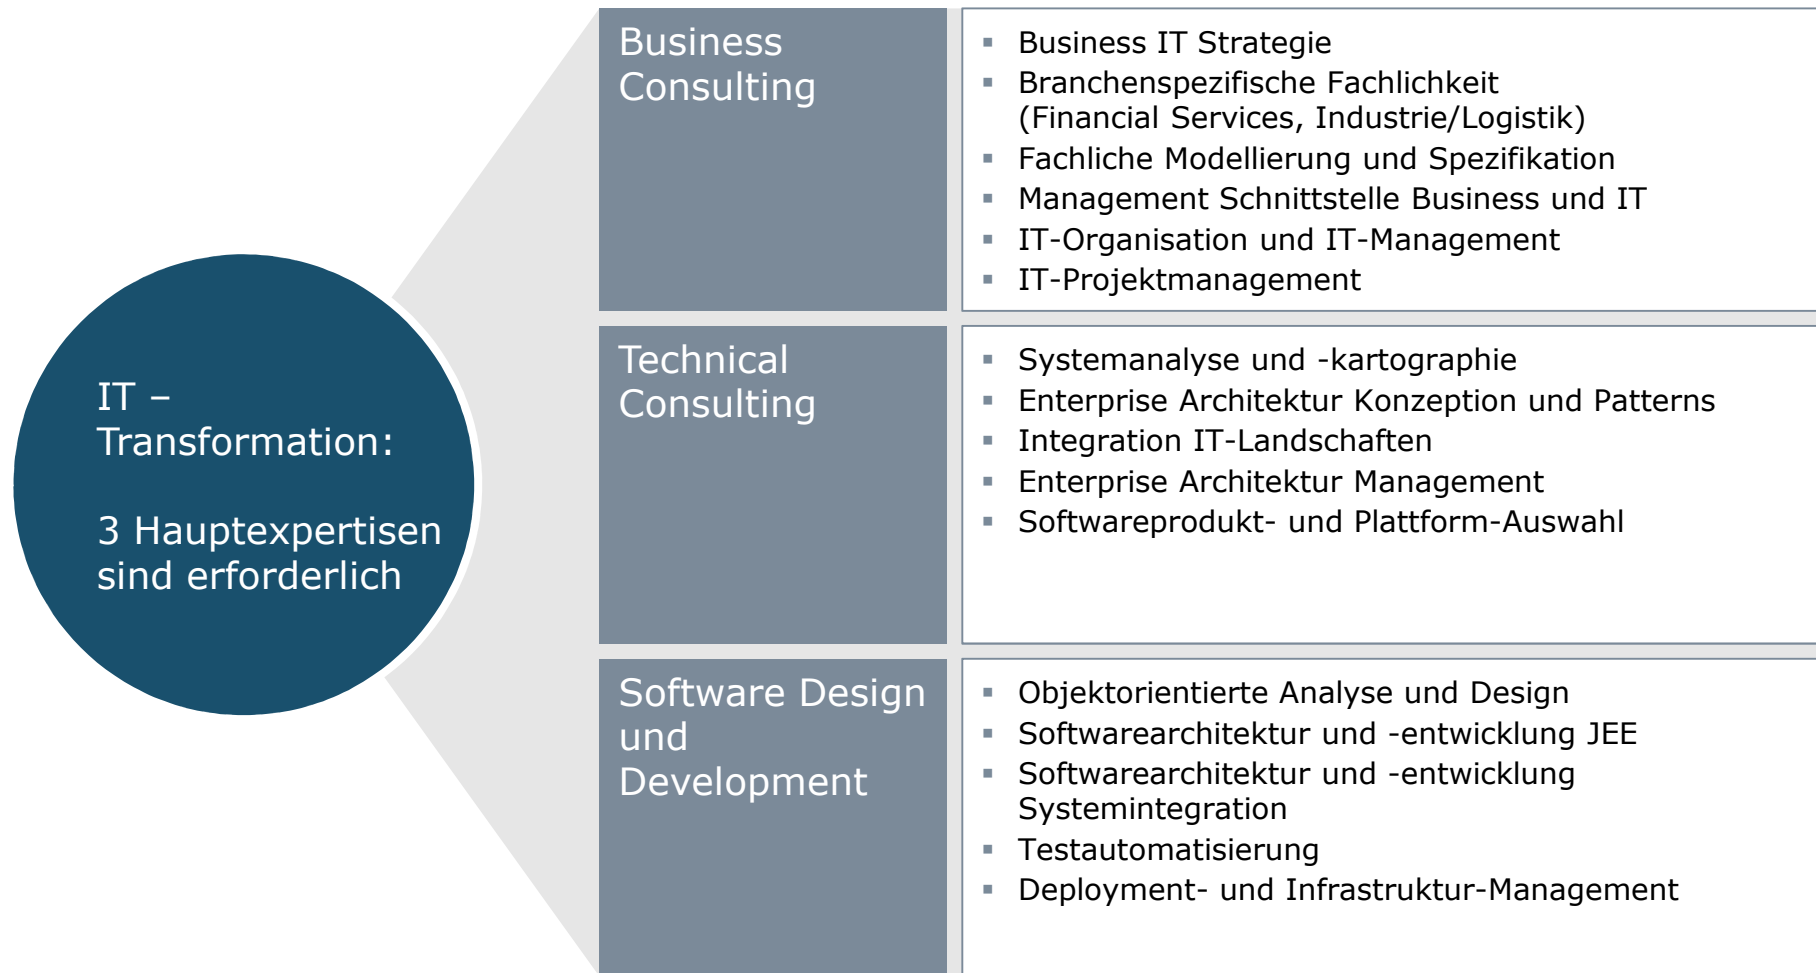 IT –
Transformation:
3 Hauptexpertisen
sind erforderlich
Business
Consulting
▪ Business IT Strategie
▪ Branchenspezifische Fachlichkeit
(Financial Services, Industrie/Logistik)
▪ Fachliche Modellierung und Spezifikation
▪ Management Schnittstelle Business und IT
▪ IT-Organisation und IT-Management
▪ IT-Projektmanagement
Technical
Consulting
▪ Systemanalyse und -kartographie
▪ Enterprise Architektur Konzeption und Patterns
▪ Integration IT-Landschaften
▪ Enterprise Architektur Management
▪ Softwareprodukt- und Plattform-Auswahl
Software Design
und
Development
▪ Objektorientierte Analyse und Design
▪ Softwarearchitektur und -entwicklung JEE
▪ Softwarearchitektur und -entwicklung
Systemintegration
▪ Testautomatisierung
▪ Deployment- und Infrastruktur-Management